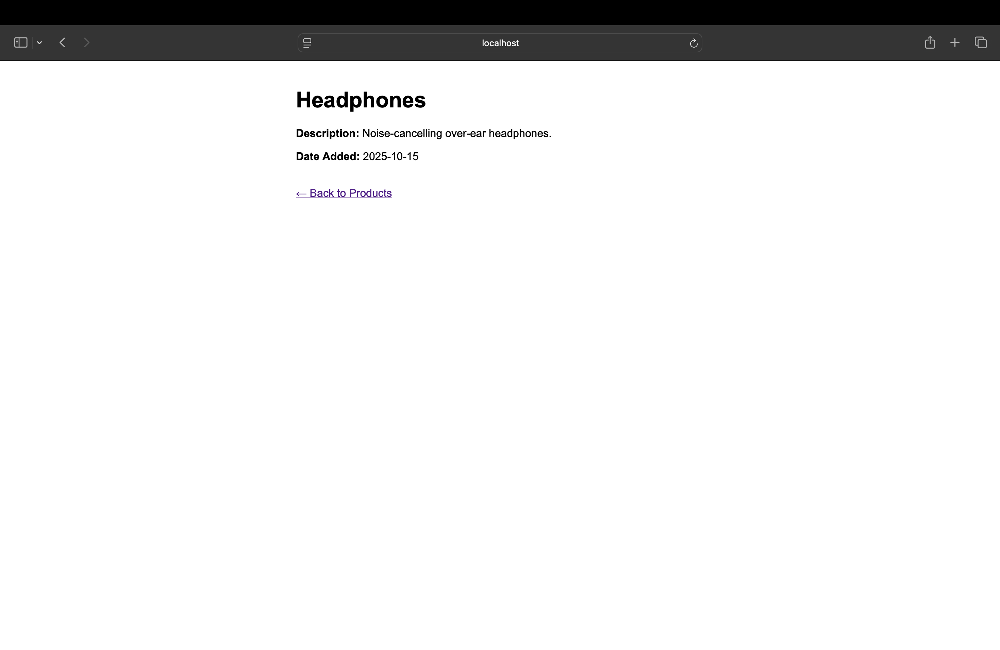 localhost
Headphones
Description: Noise-cancelling over-ear headphones.
Date Added: 2025-10-15
← Back to Products